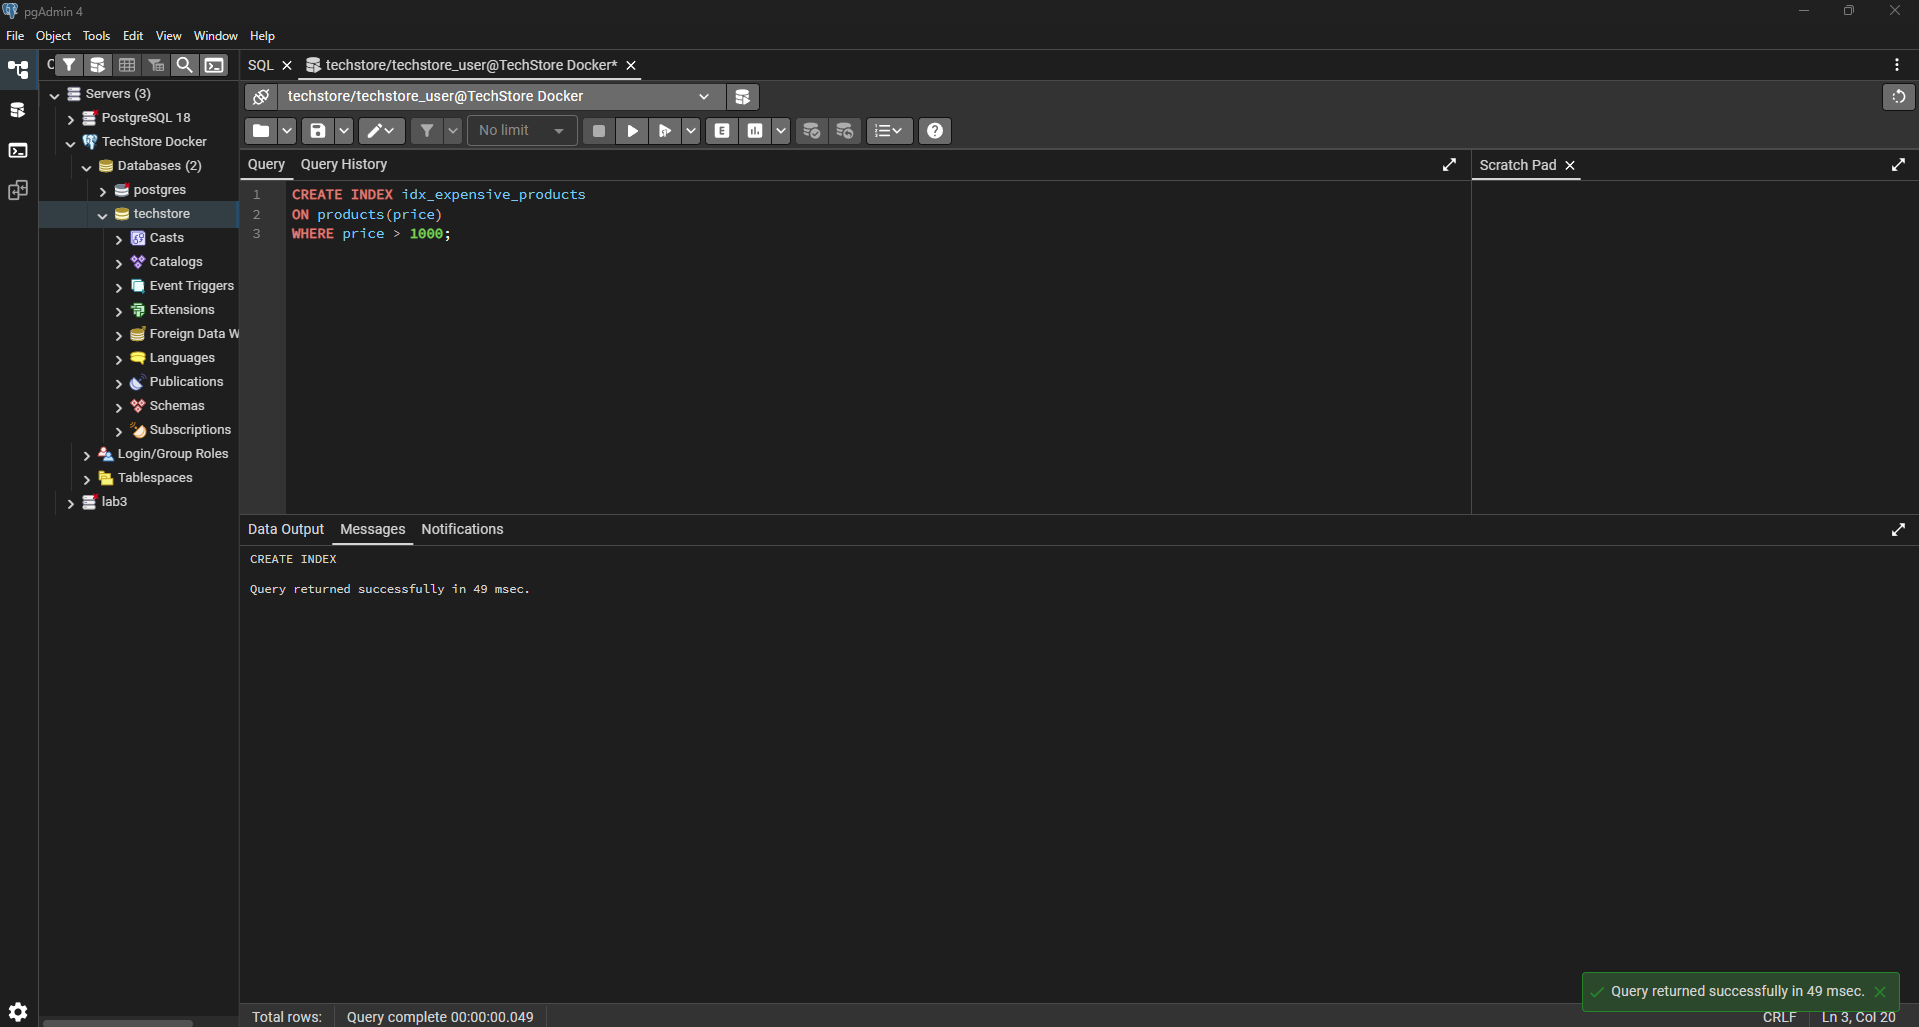 pgAdmin 4
File Object Tools Edit View Window Help
SQL techstore/techstore_user@TechStore Docker*
techstore/techstore_user@TechStore Docker
No limit
E
Servers (3)
PostgreSQL 18
TechStore Docker
Databases (2)
postgres
techstore
Casts
Catalogs
Event Triggers
Extensions
Foreign Data W
Languages
Publications
Schemas
Subscriptions
Login/Group Roles
Tablespaces
lab3
Query Query History
Scratch Pad
1 CREATE INDEX idx_expensive_products
2 ON products(price)
3 WHERE price > 1000;
Data Output Messages Notifications
CREATE INDEX
Query returned successfully in 49 msec.
Query returned successfully in 49 msec.
Total rows: Query complete 00:00:00.049 CRLF Ln 3, Col 20